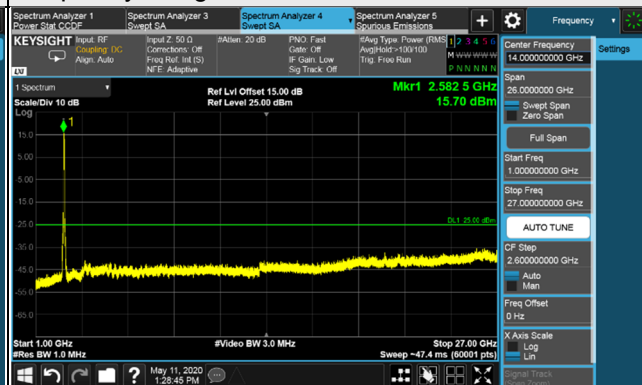 Spectrum Analyzer 1
Power Stat CCDF
Spectrum Analyzer 3
Swept SA
Spectrum Analyzer 4
Swept SA
Spectrum Analyzer 5
Spurious Emissions
+
Frequency
KEYSIGHT
Input: RF
Coupling: DC
Align: Auto
Input Z: 50 Ω
Corrections: Off
Freq Ref: Int (S)
NFE: Adaptive
#Atten: 20 dB
PNO: Fast
Gate: Off
IF Gain: Low
Sig Track: Off
#Avg Type: Power (RMS
Avg|Hold:>100/100
Trig: Free Run
1 2 3 4 5 6
M W W W W W
P N N N N N
LXI
1 Spectrum
Scale/Div 10 dB
Log
Ref Lvl Offset 15.00 dB
Ref Level 25.00 dBm
Mkr1 2.582 5 GHz
15.70 dBm
1
15.0
5.00
-5.00
-15.0
-25.0
-35.0
-45.0
-55.0
-65.0
DL1 -25.00 dBm
Start 1.00 GHz
#Res BW 1.0 MHz
#Video BW 3.0 MHz
Stop 27.00 GHz
Sweep ~47.4 ms (60001 pts)
May 11, 2020
1:28:45 PM
?
Center Frequency
14.000000000 GHz
Span
26.0000000 GHz
Swept Span
Zero Span
Full Span
Start Freq
1.000000000 GHz
Stop Freq
27.000000000 GHz
AUTO TUNE
CF Step
2.600000000 GHz
Auto
Man
Freq Offset
0 Hz
X Axis Scale
Log
Lin
Signal Track
Settings